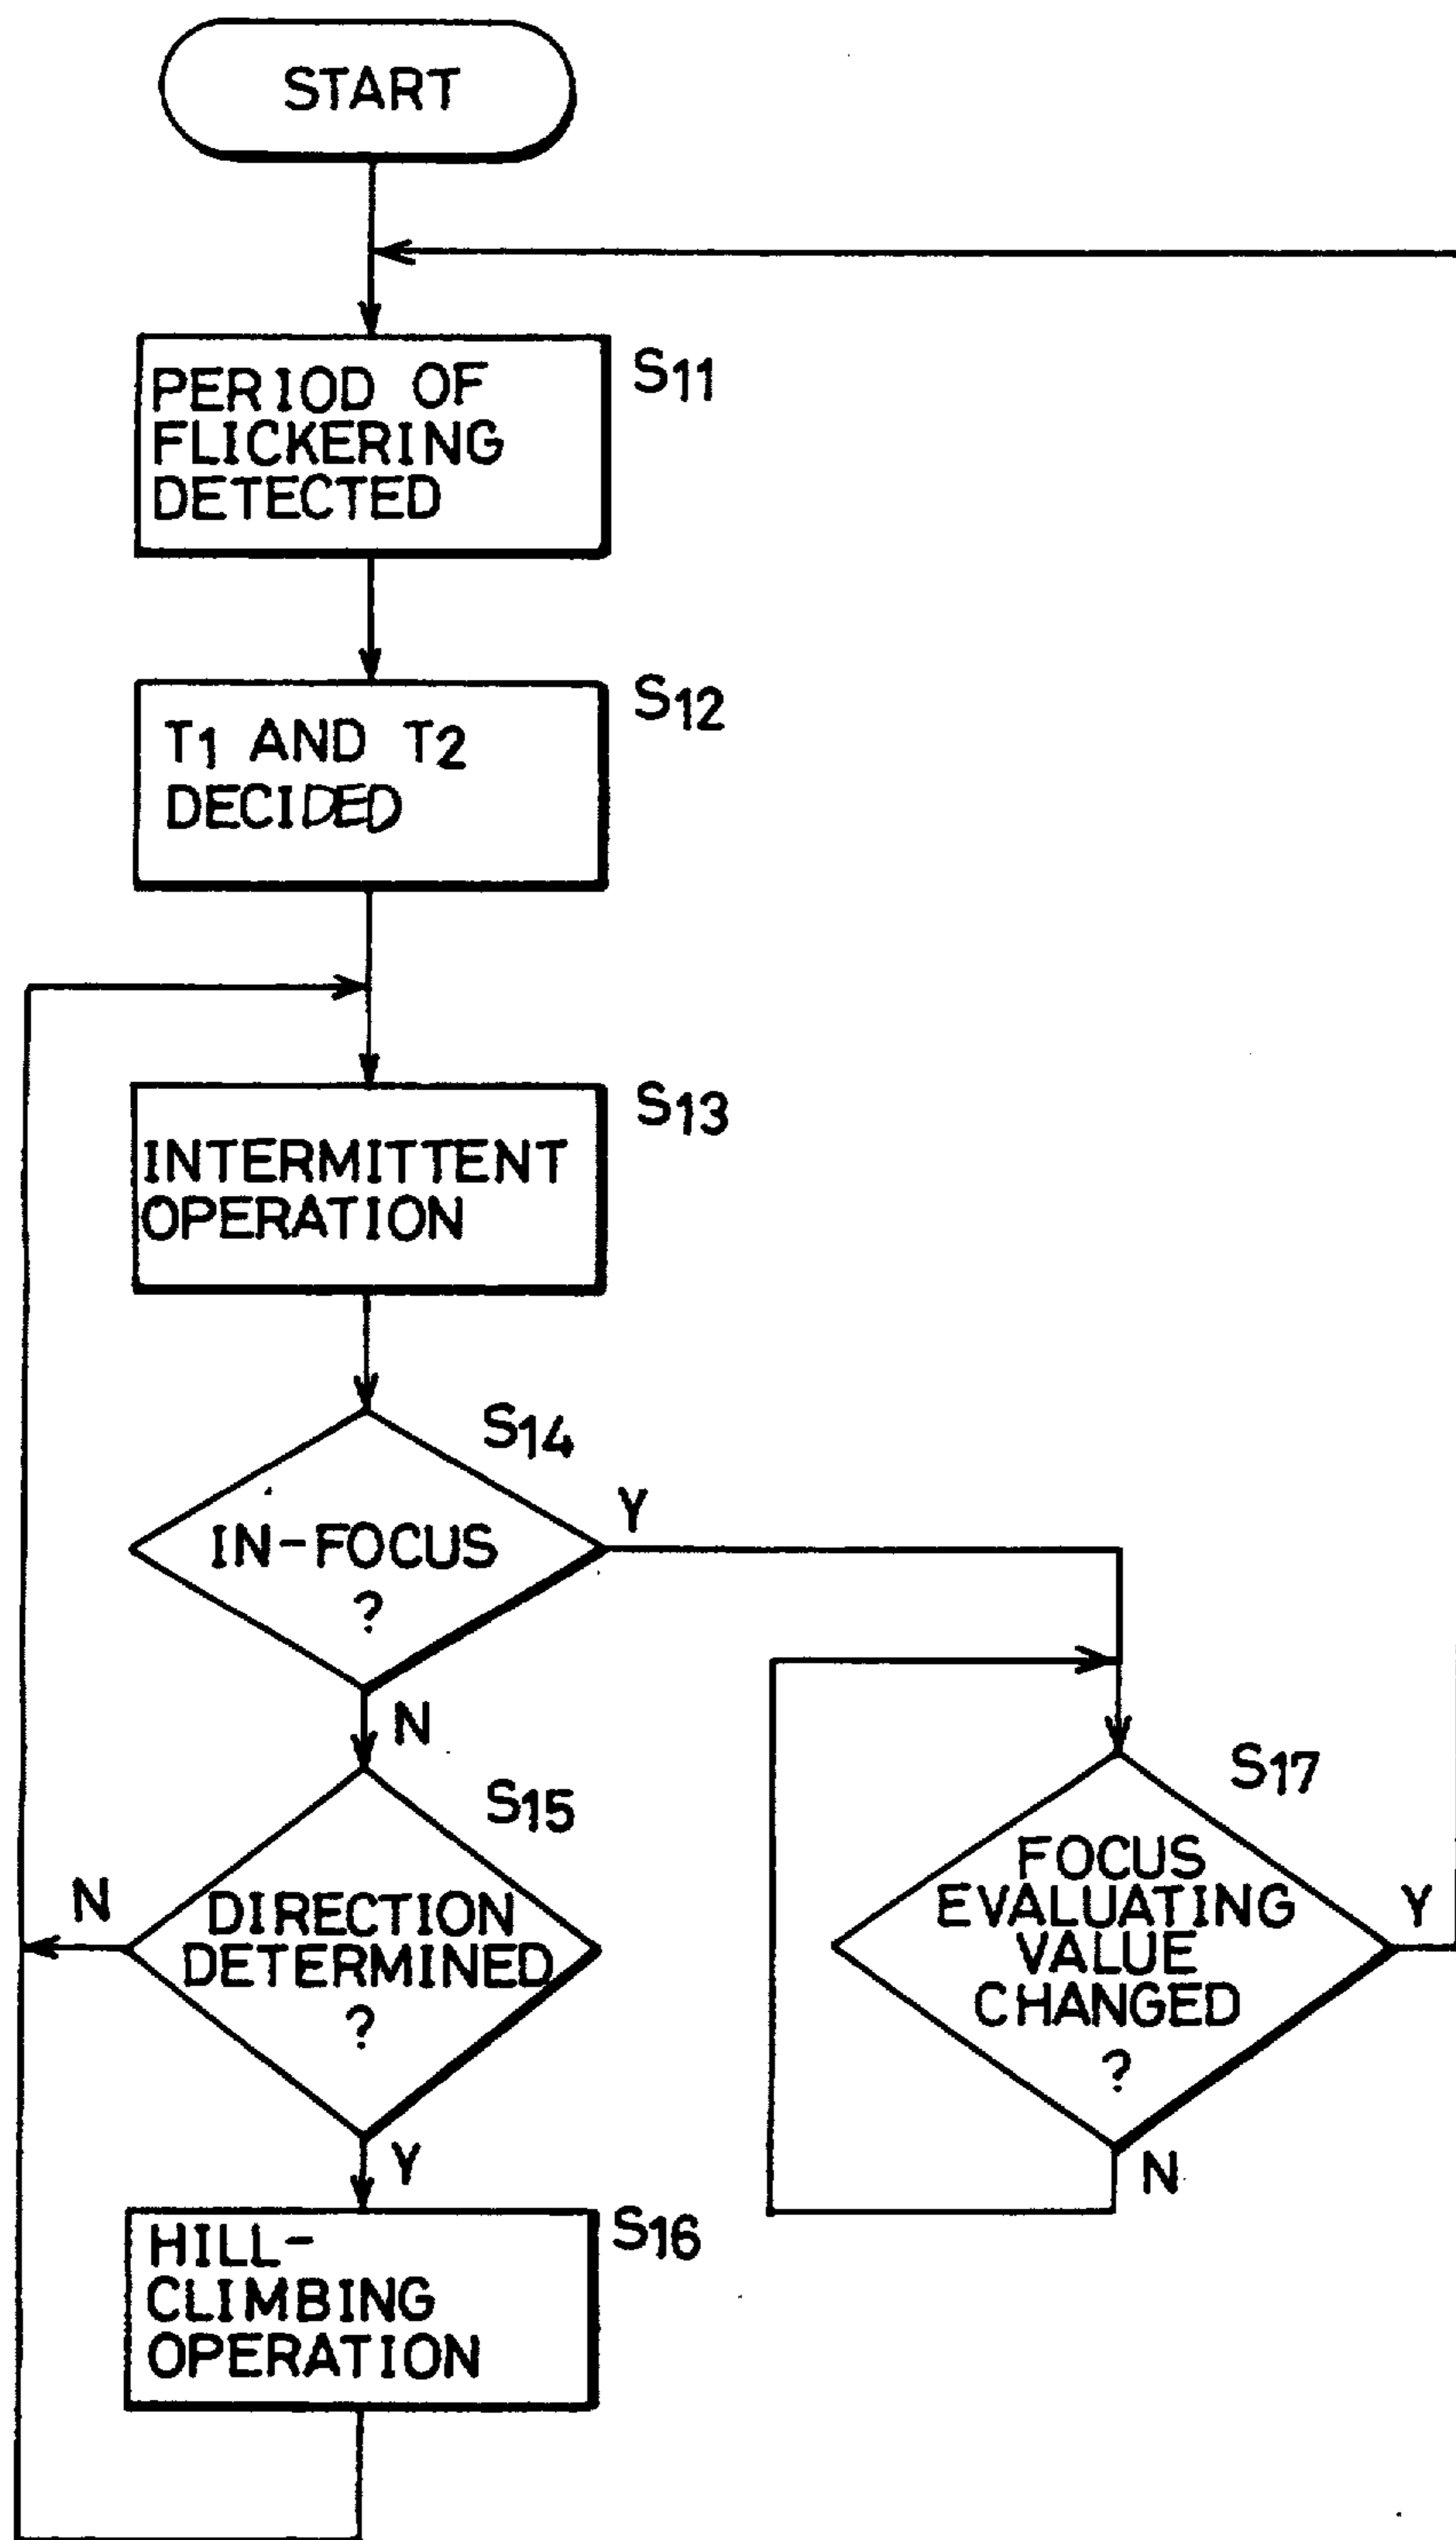 START
PERIOD OF
FLICKERING
DETECTED
S11
T1 AND T2
DECIDED
S12
INTERMITTENT
OPERATION
S13
S14
IN-FOCUS
?
Y
N
S15
DIRECTION
DETERMINED
?
N
Y
HILL-
CLIMBING
OPERATION
S16
S17
FOCUS
EVALUATING
VALUE
CHANGED
?
Y
N